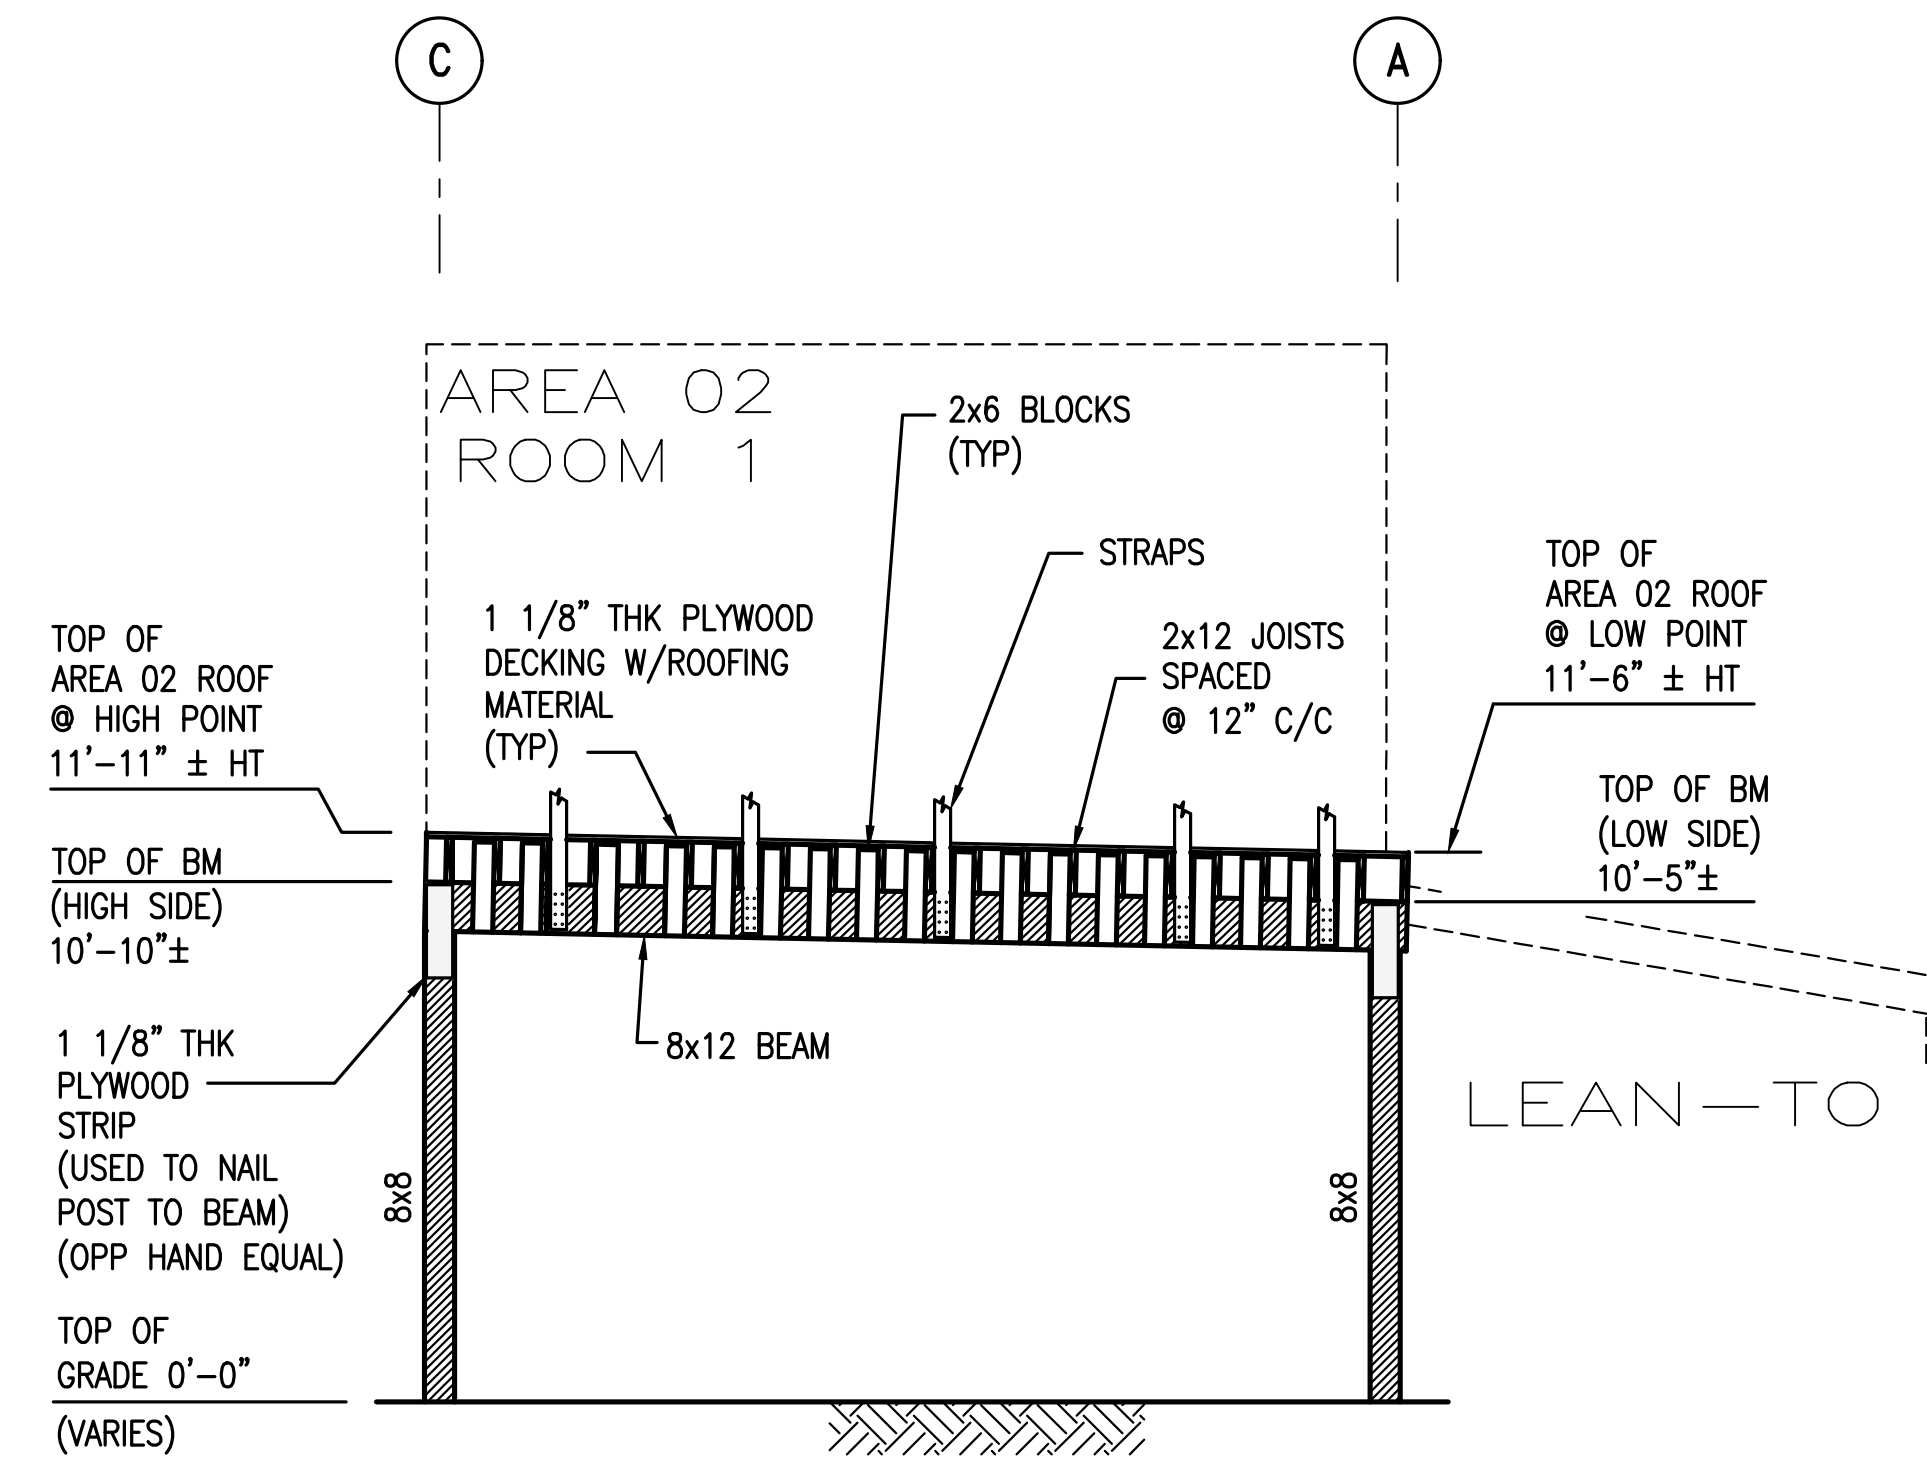 C
A
AREA 02
ROOM 1
2x6 BLOCKS
(TYP)
STRAPS
1 1/8” THK PLYWOOD
DECKING W/ROOFING
MATERIAL
(TYP)
2x12 JOISTS
SPACED
@ 12” C/C
TOP OF
AREA 02 ROOF
@ LOW POINT
11’-6” ± HT
TOP OF
AREA 02 ROOF
@ HIGH POINT
11’-11” ± HT
TOP OF BM
(LOW SIDE)
10’-5”±
TOP OF BM
(HIGH SIDE)
10’-10”±
8x12 BEAM
1 1/8” THK
PLYWOOD
STRIP
(USED TO NAIL
POST TO BEAM)
(OPP HAND EQUAL)
LEAN-TO
8x8
8x8
TOP OF
GRADE 0’-0”
(VARIES)